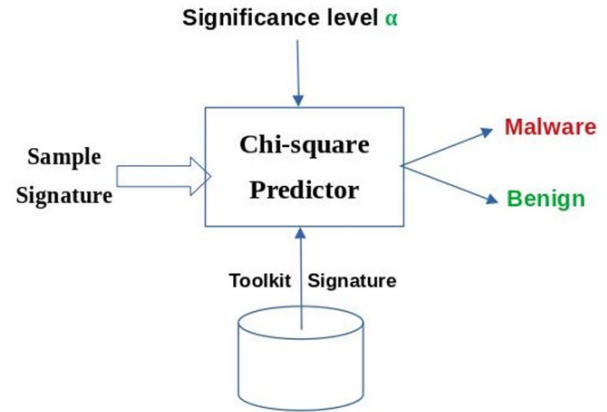 Significance level α
Chi-square
Predictor
Sample
Signature
Malware
Benign
Toolkit Signature